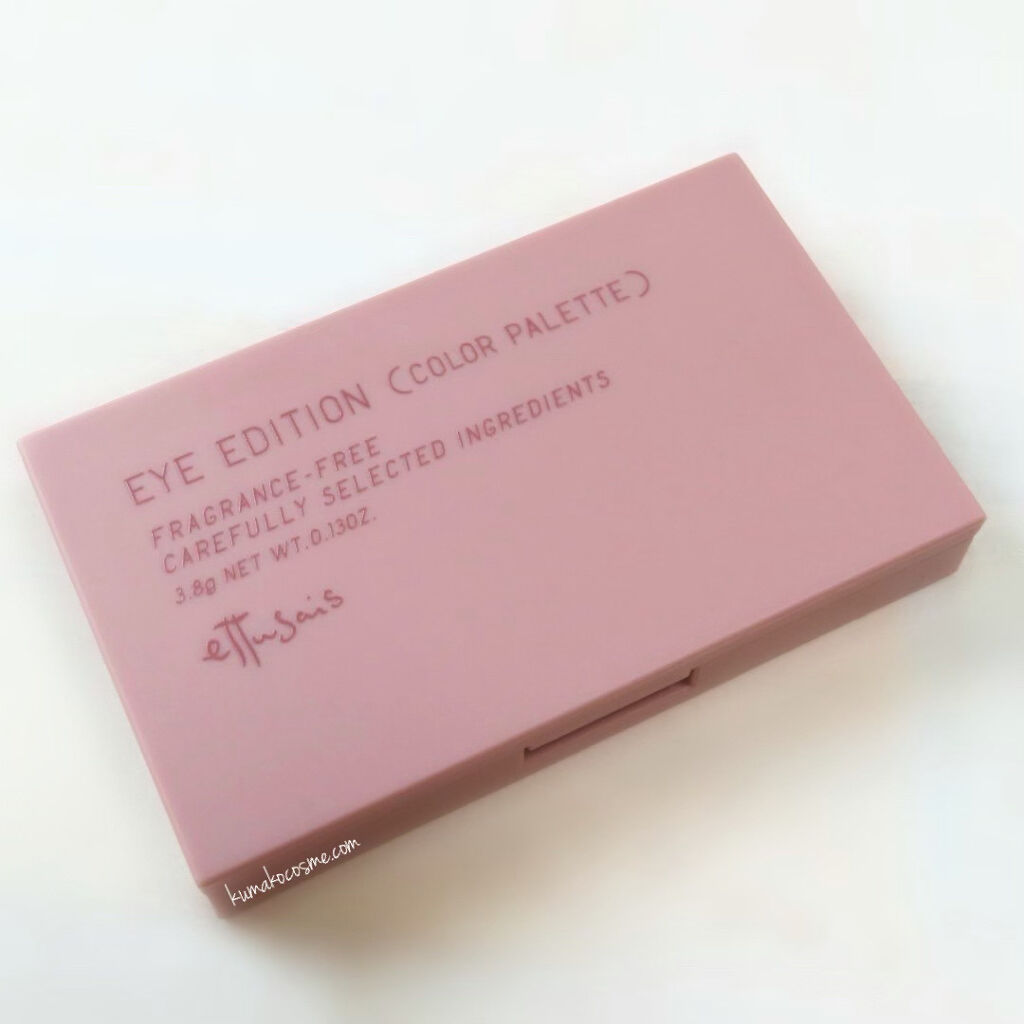 EYE EDITION (COLOR PALETTE)
FRAGRANCE-FREE
CAREFULLY SELECTED INGREDIENTS
3.8g NET WT.0.13OZ.
ettusais
kumakocosme.com